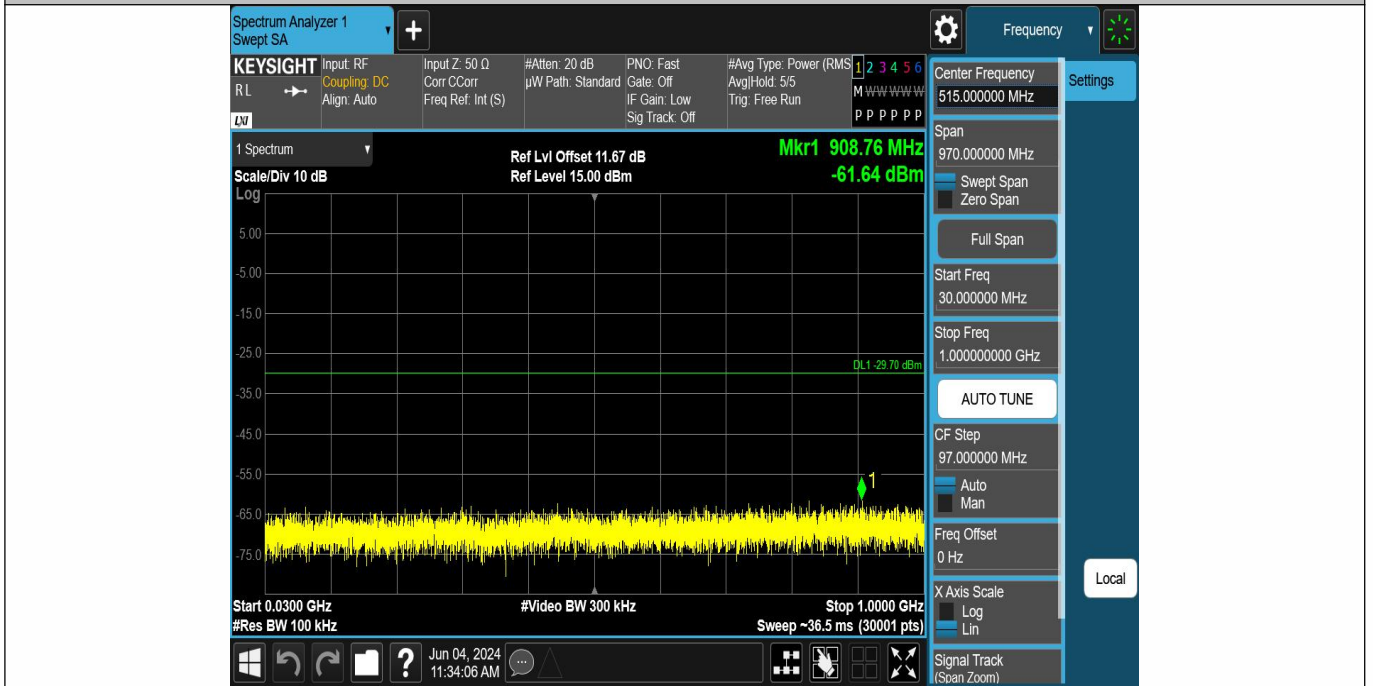 Spectrum Analyzer 1
Swept SA
+
Frequency
KEYSIGHT
RL
LXI
Input: RF
Coupling: DC
Align: Auto
Input Z: 50 Ω
Corr CCorr
Freq Ref: Int (S)
#Atten: 20 dB
µW Path: Standard
PNO: Fast
Gate: Off
IF Gain: Low
Sig Track: Off
#Avg Type: Power (RMS
Avg|Hold: 5/5
Trig: Free Run
1 2 3 4 5 6
M W W W W W
P P P P P P
Center Frequency
515.000000 MHz
Settings
Span
970.000000 MHz
Swept Span
Zero Span
Full Span
Start Freq
30.000000 MHz
Stop Freq
1.000000000 GHz
AUTO TUNE
CF Step
97.000000 MHz
Auto
Man
Freq Offset
0 Hz
X Axis Scale
Log
Lin
Signal Track
(Span Zoom)
Local
1 Spectrum
Scale/Div 10 dB
Log
Ref Lvl Offset 11.67 dB
Ref Level 15.00 dBm
Mkr1 908.76 MHz
-61.64 dBm
5.00
-5.00
-15.0
-25.0
DL1 -29.70 dBm
-35.0
-45.0
-55.0
1
-65.0
-75.0
Start 0.0300 GHz
#Res BW 100 kHz
#Video BW 300 kHz
Stop 1.0000 GHz
Sweep ~36.5 ms (30001 pts)
?
Jun 04, 2024
11:34:06 AM